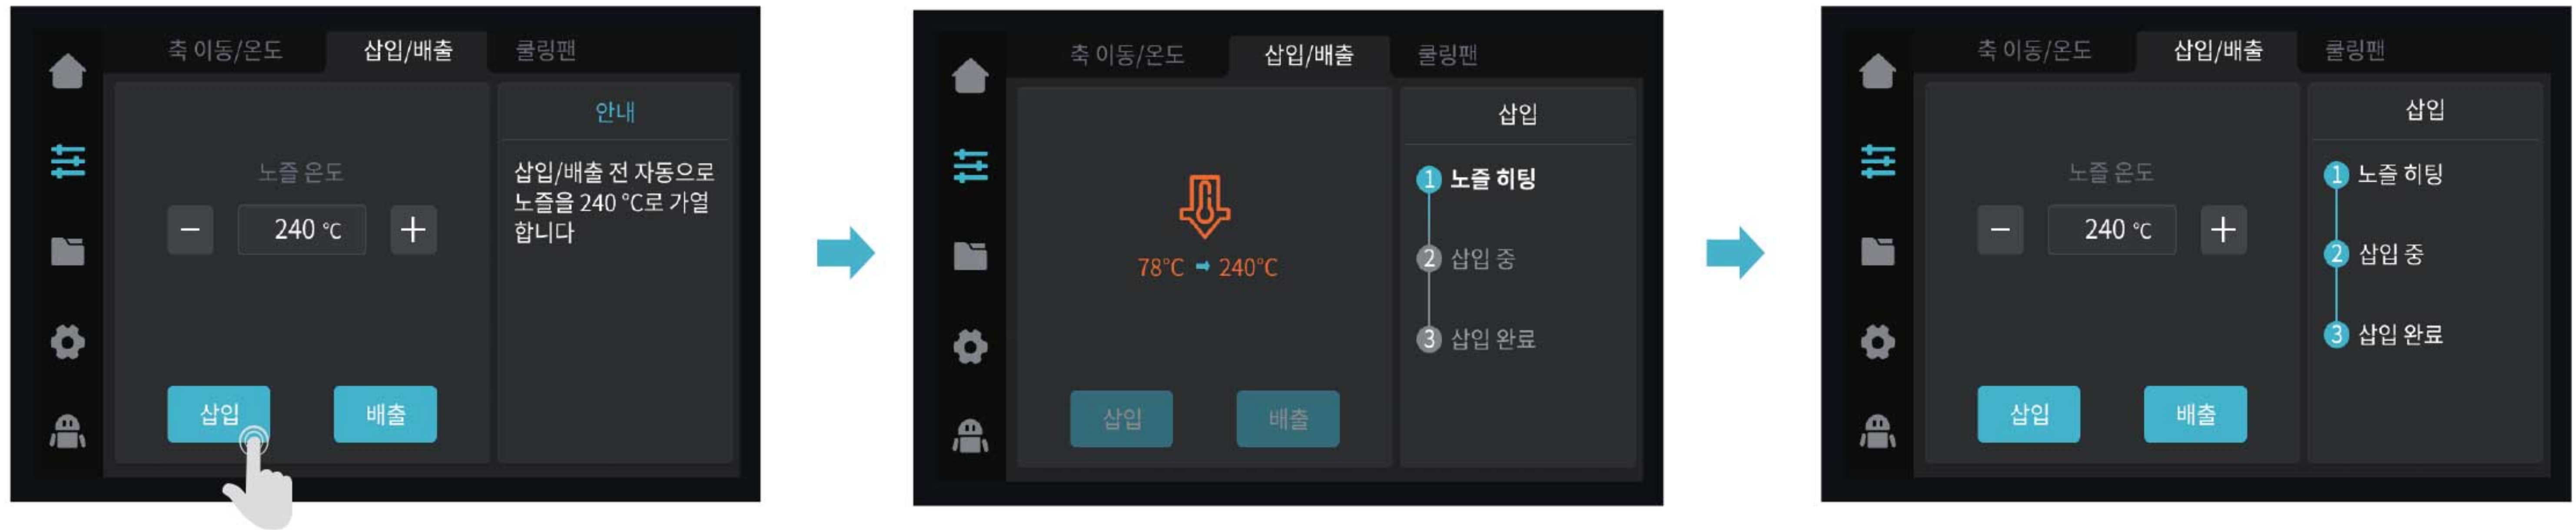 축 이동/온도 삽입/배출 쿨링팬
안내
노즐 온도
− 240 °C +
삽입/배출 전 자동으로
노즐을 240 °C로 가열
합니다
삽입 배출
축 이동/온도 삽입/배출 쿨링팬
삽입
78°C ➡ 240°C
1 노즐 히팅
2 삽입 중
3 삽입 완료
삽입 배출
축 이동/온도 삽입/배출 쿨링팬
삽입
노즐 온도
− 240 °C +
1 노즐 히팅
2 삽입 중
3 삽입 완료
삽입 배출